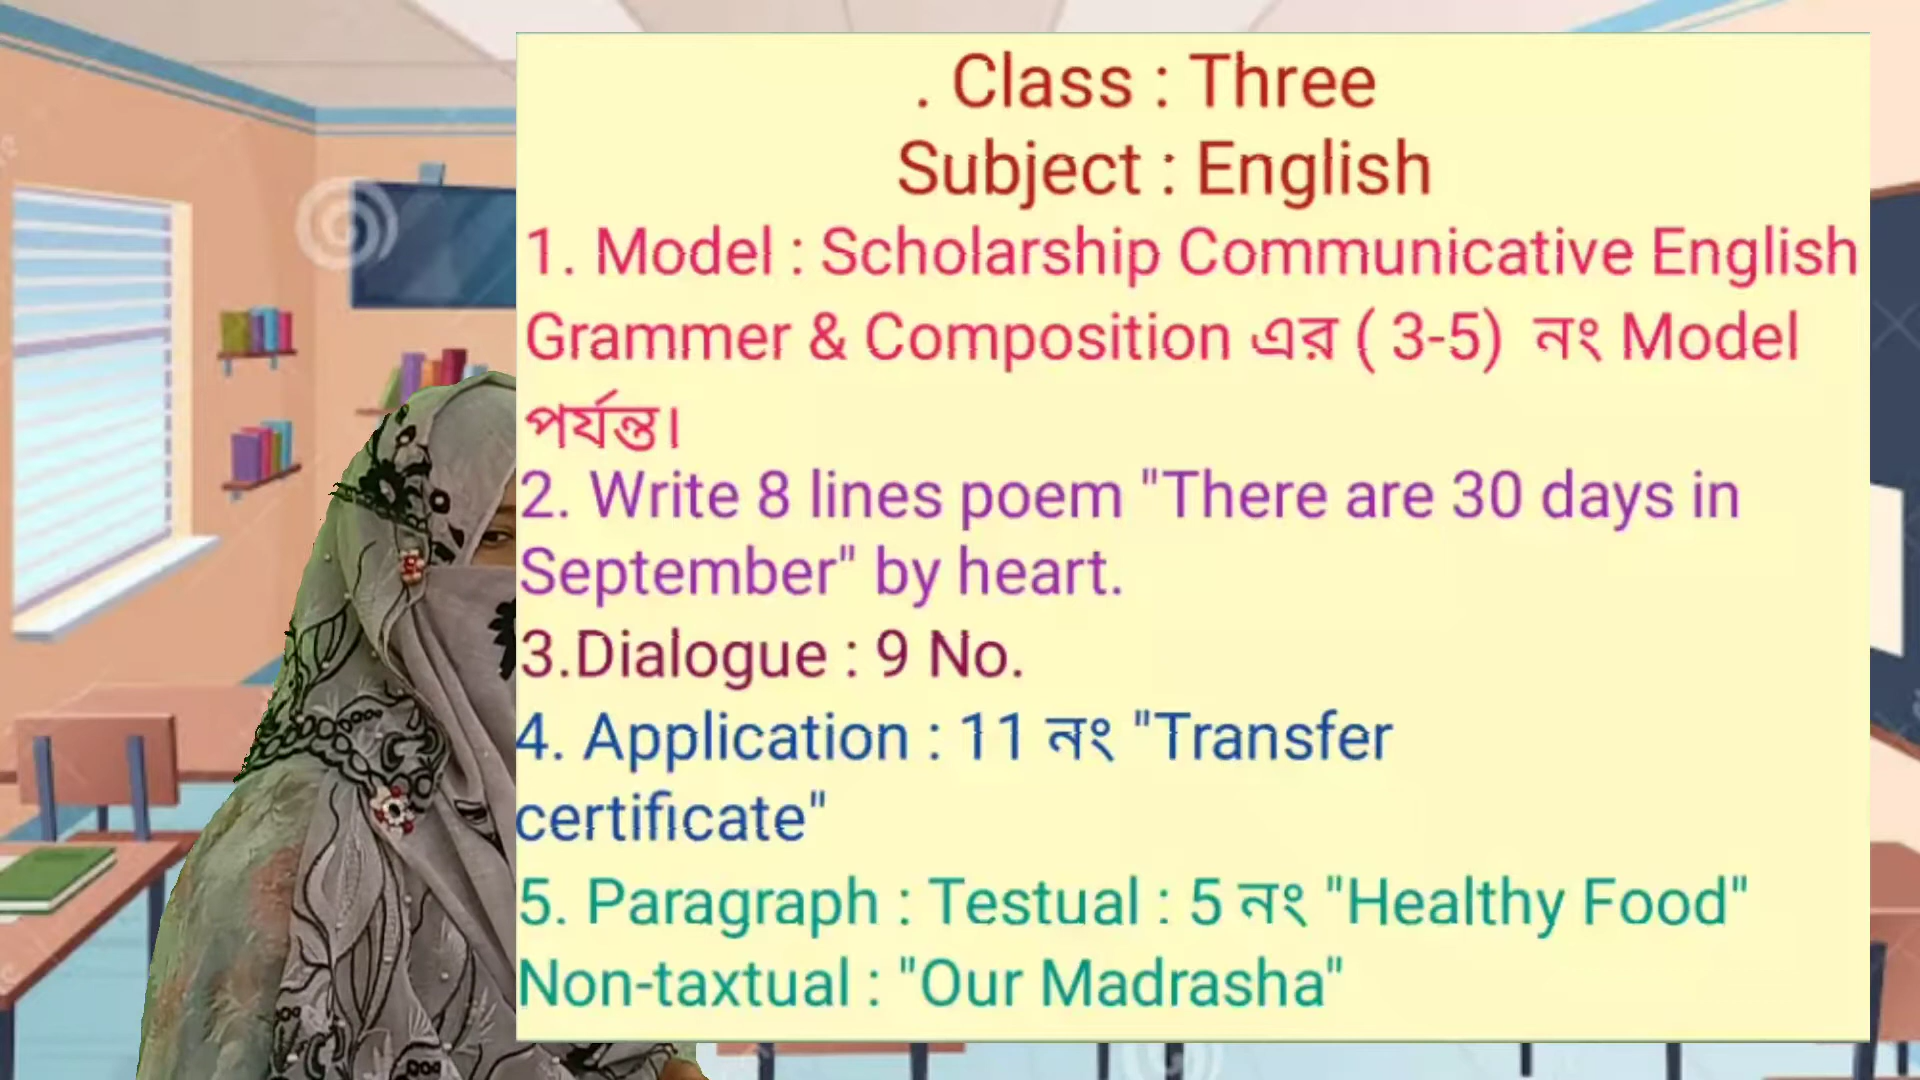 . Class : Three
Subject : English
1. Model : Scholarship Communicative English
Grammer & Composition এর ( 3-5) নং Model
পর্যন্ত।
2. Write 8 lines poem "There are 30 days in
September" by heart.
3.Dialogue : 9 No.
4. Application : 11 নং "Transfer
certificate"
5. Paragraph : Testual : 5 নং "Healthy Food"
Non-taxtual : "Our Madrasha"